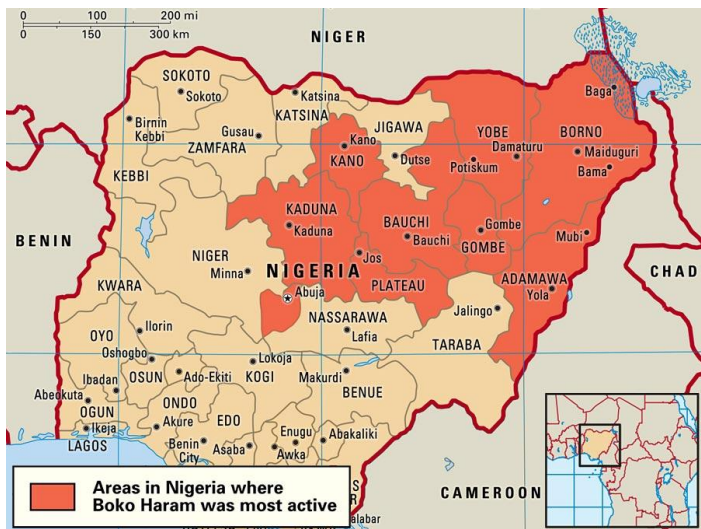 0 100 200 mi
0 150 300 km
NIGER
SOKOTO
Sokoto
Katsina
KATSINA
Birnin
Kebbi
Gusau
ZAMFARA
KEBBI
JIGAWA
Dutse
Kano
KANO
YOBE
Damaturu
Potiskum
Baga
BORNO
Maiduguri
Bama
KADUNA
Kaduna
BAUCHI
Bauchi
Gombe
GOMBE
Mubi
BENIN
NIGER
Minna
NIGERIA
Abuja
Jos
PLATEAU
ADAMAWA
Yola
CHAD
KWARA
NASSARAWA
Lafia
Jalingo
TARABA
Ilorin
OYO
Oshogbo
OSUN
Ado-Ekiti
Lokoja
KOGI
Makurdi
BENUE
Ibadan
Abeokuta
OGUN
Ikeja
LAGOS
ONDO
Akure
EDO
Benin
City
Asaba
Enugu
Awka
Abakaliki
CAMEROON
Areas in Nigeria where
Boko Haram was most active